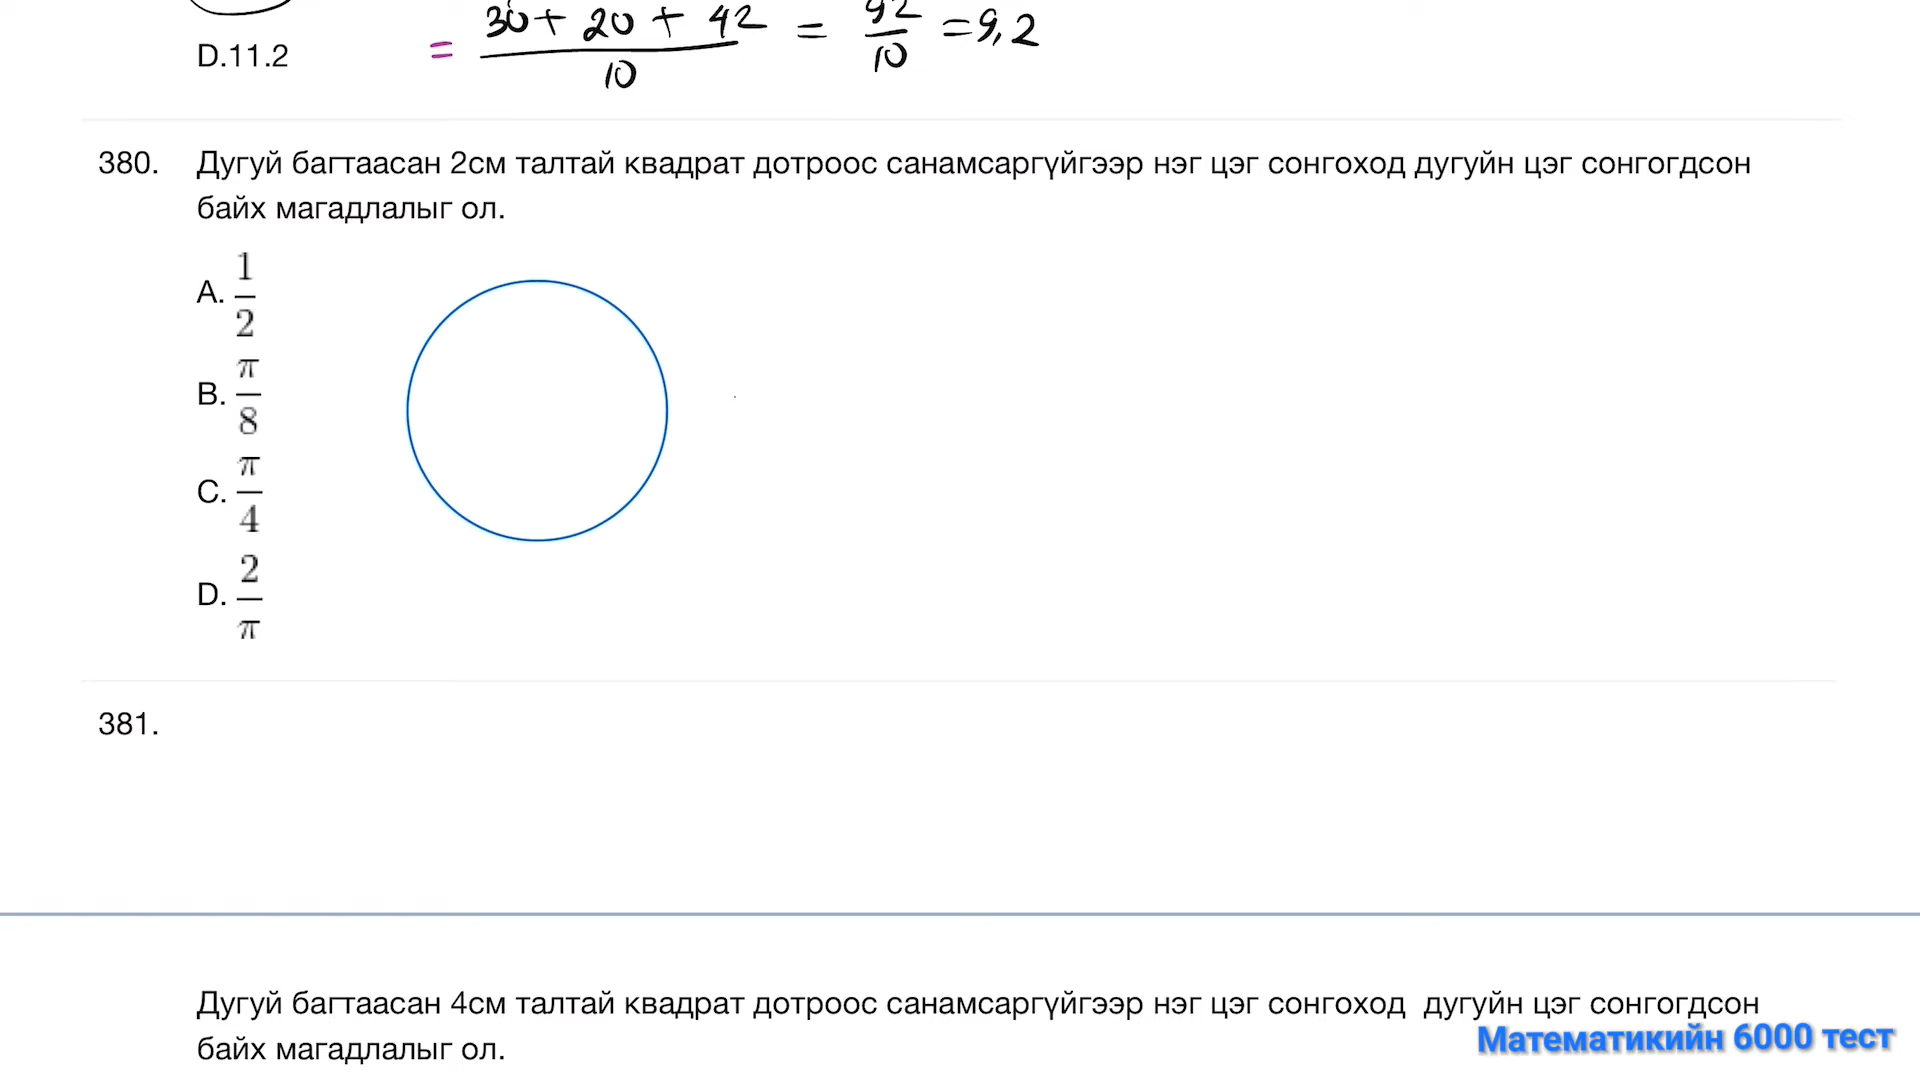 30 + 20 + 42
D.11.2 = ——— = 92/10 = 9,2
10
380. Дугуй багтаасан 2см талтай квадрат дотроос санамсаргүйгээр нэг цэг сонгоход дугуйн цэг сонгогдсон
байх магадлалыг ол.
A. 1/2
B. π/8
C. π/4
D. 2/π
381.
Дугуй багтаасан 4см талтай квадрат дотроос санамсаргүйгээр нэг цэг сонгоход дугуйн цэг сонгогдсон
байх магадлалыг ол.
Математикийн 6000 тест